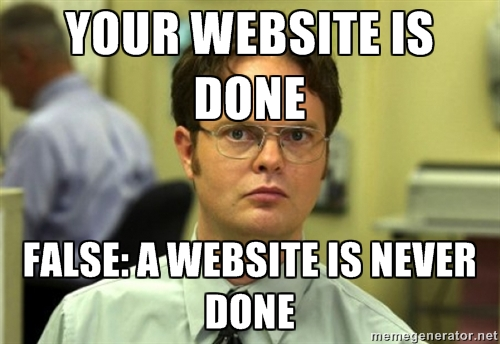 YOUR WEBSITE IS
DONE
FALSE: A WEBSITE IS NEVER
DONE
memegenerator.net